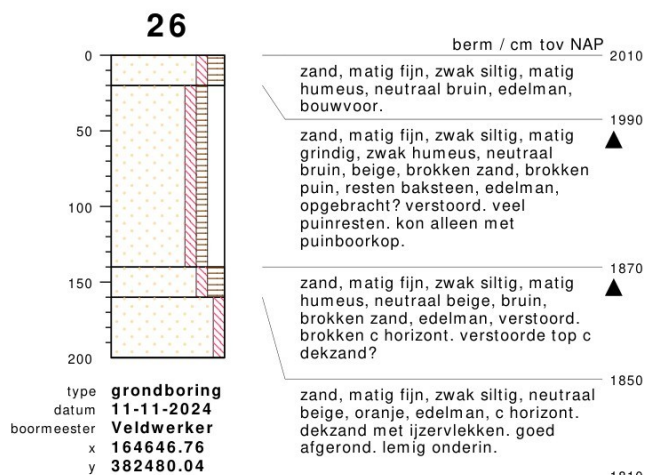 26
berm / cm tov NAP
0
2010
zand, matig fijn, zwak siltig, matig
humeus, neutraal bruin, edelman,
bouwvoor.
1990
zand, matig fijn, zwak siltig, matig
grindig, zwak humeus, neutraal
bruin, beige, brokken zand, brokken
puin, resten baksteen, edelman,
opgebracht? verstoord. veel
puinresten. kon alleen met
puinboorkop.
50
100
1870
zand, matig fijn, zwak siltig, matig
humeus, neutraal beige, bruin,
brokken zand, edelman, verstoord.
brokken c horizont. verstoorde top c
dekzand?
150
200
1850
zand, matig fijn, zwak siltig, neutraal
beige, oranje, edelman, c horizont.
dekzand met ijzervlekken. goed
afgerond. lemig onderin.
type grondboring
datum 11-11-2024
boormeester Veldwerker
x 164646.76
y 382480.04